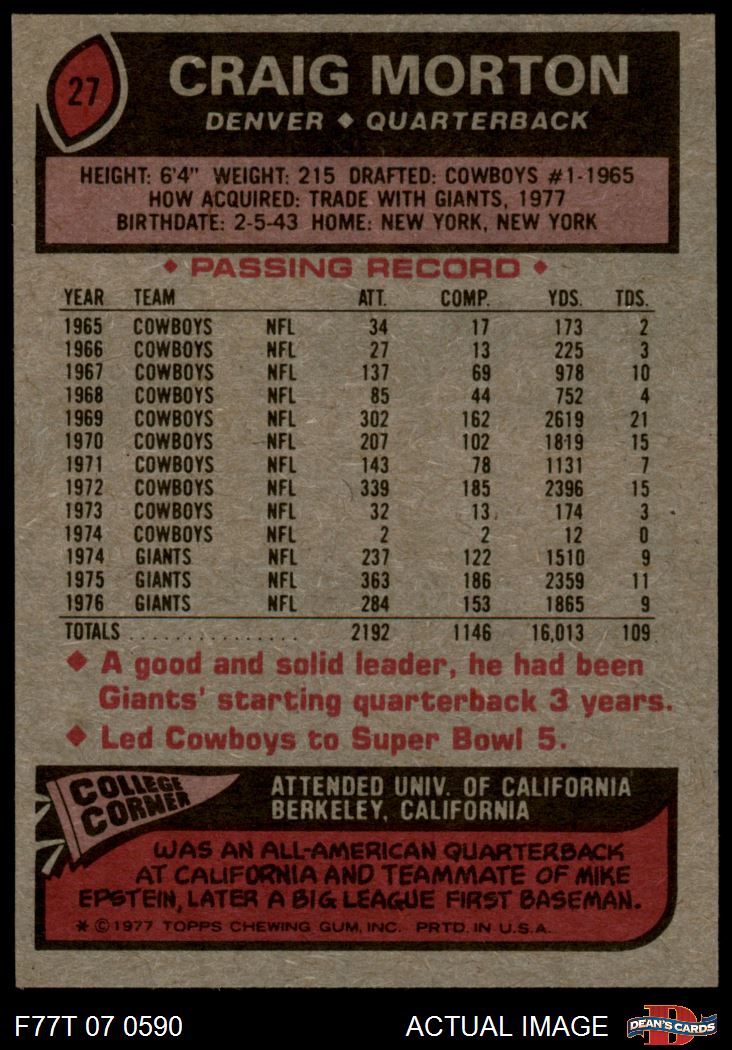 27
CRAIG MORTON
DENVER ◆ QUARTERBACK
HEIGHT: 6'4" WEIGHT: 215 DRAFTED: COWBOYS #1-1965
HOW ACQUIRED: TRADE WITH GIANTS, 1977
BIRTHDATE: 2-5-43 HOME: NEW YORK, NEW YORK
◆ PASSING RECORD ◆
YEAR TEAM ATT. COMP. YDS. TDS.
1965 COWBOYS NFL 34 17 173 2
1966 COWBOYS NFL 27 13 225 3
1967 COWBOYS NFL 137 69 978 10
1968 COWBOYS NFL 85 44 752 4
1969 COWBOYS NFL 302 162 2619 21
1970 COWBOYS NFL 207 102 1819 15
1971 COWBOYS NFL 143 78 1131 7
1972 COWBOYS NFL 339 185 2396 15
1973 COWBOYS NFL 32 13 174 3
1974 COWBOYS NFL 2 2 12 0
1974 GIANTS NFL 237 122 1510 9
1975 GIANTS NFL 363 186 2359 11
1976 GIANTS NFL 284 153 1865 9
TOTALS ............... 2192 1146 16,013 109
◆ A good and solid leader, he had been
Giants' starting quarterback 3 years.
◆ Led Cowboys to Super Bowl 5.
COLLEGE
CORNER
ATTENDED UNIV. OF CALIFORNIA
BERKELEY, CALIFORNIA
WAS AN ALL-AMERICAN QUARTERBACK
AT CALIFORNIA AND TEAMMATE OF MIKE
EPSTEIN, LATER A BIG LEAGUE FIRST BASEMAN.
* © 1977 TOPPS CHEWING GUM, INC. PRTD. IN U.S.A.
F77T 07 0590
ACTUAL IMAGE
D
DEAN'S CARDS